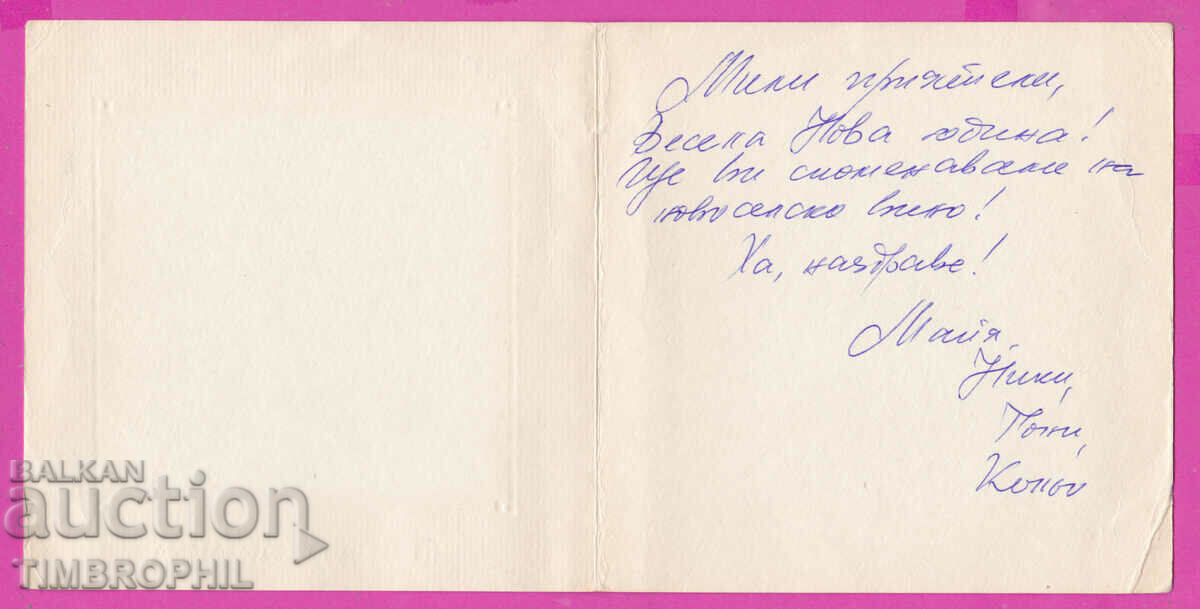 Мили приятели,
Весела Нова година!
Ще ви споменаваме на
новоселско вино!
Ха, наздраве!
Майя,
Ники,
Тони,
BALKAN
auction
TIMBROPHIL